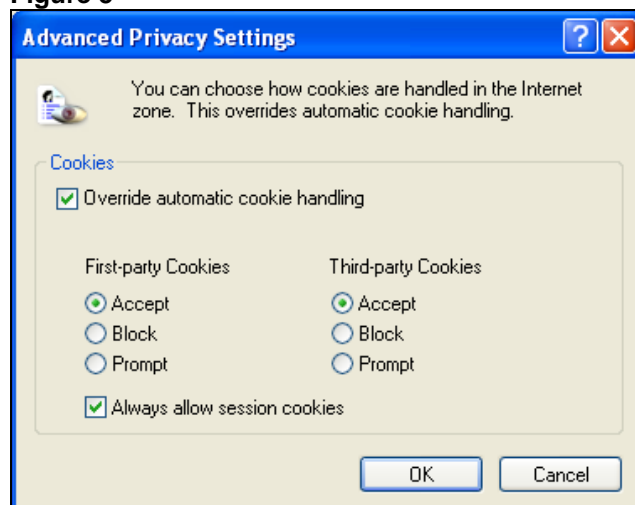 Advanced Privacy Settings
You can choose how cookies are handled in the Internet
zone. This overrides automatic cookie handling.
Cookies
Override automatic cookie handling
First-party Cookies Third-party Cookies
Accept Accept
Block Block
Prompt Prompt
Always allow session cookies
OK Cancel